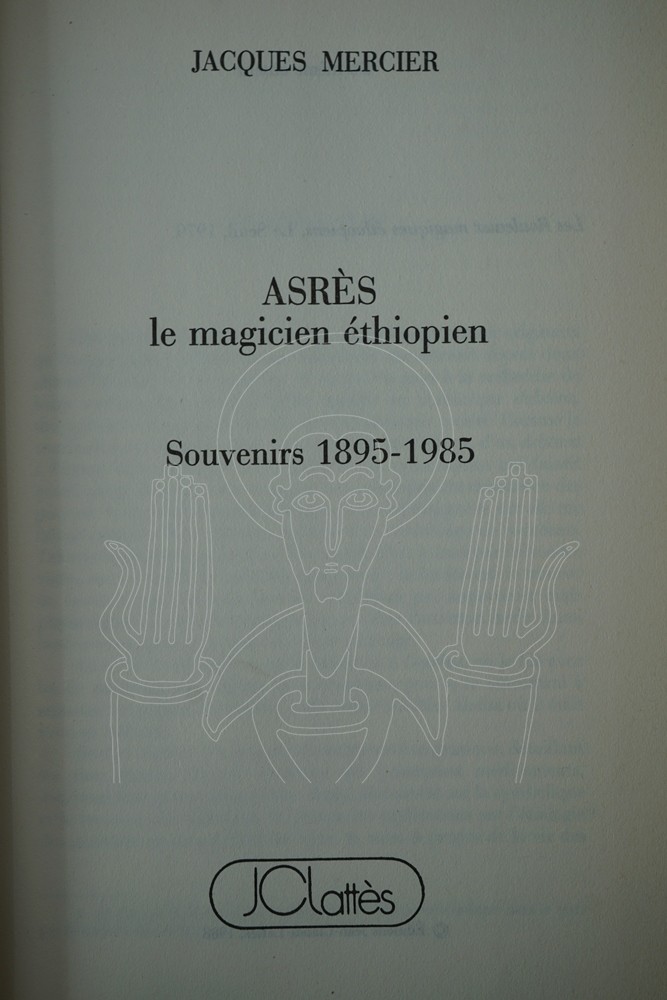 JACQUES MERCIER
ASRÈS
le magicien éthiopien
Souvenirs 1895-1985
JClattès